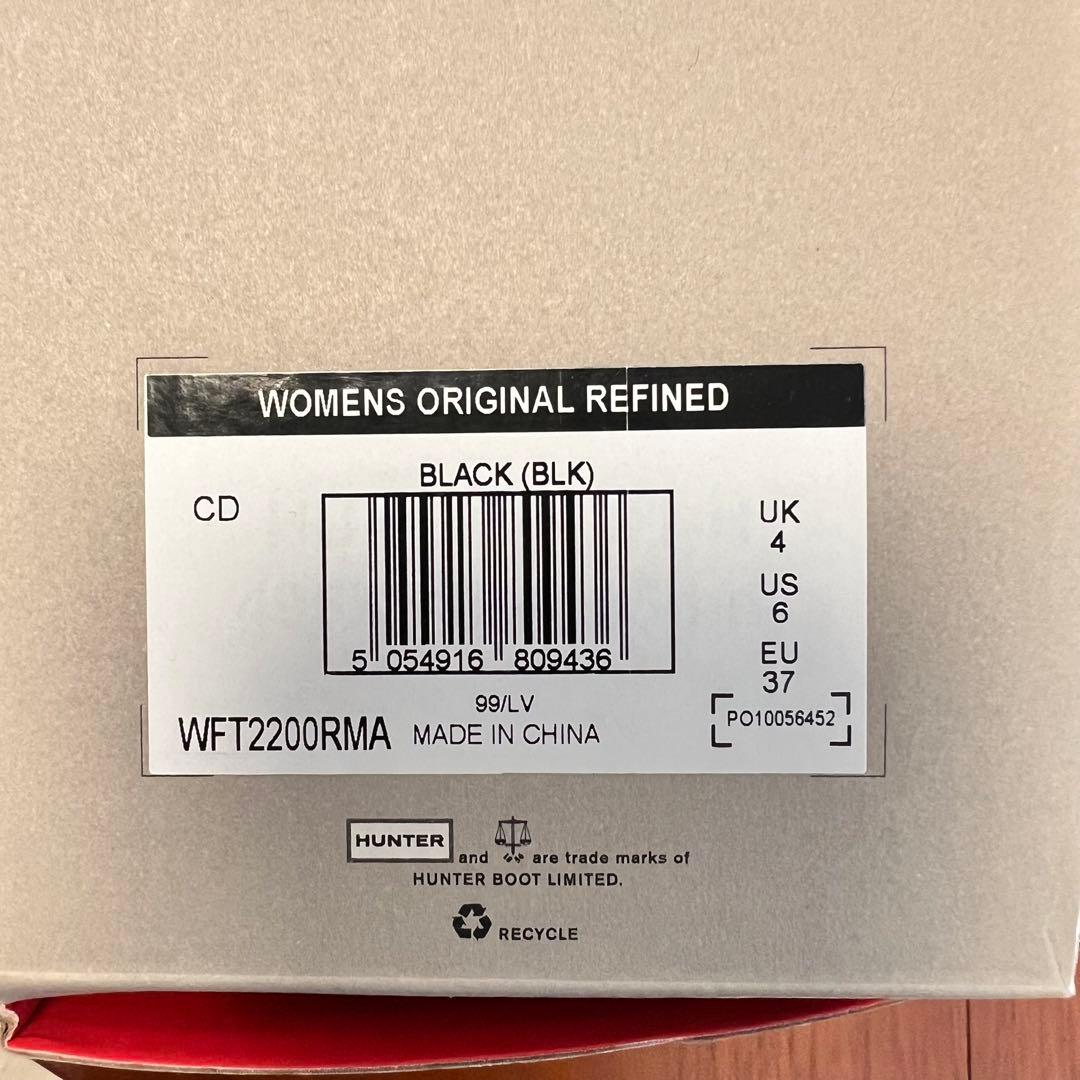 WOMENS ORIGINAL REFINED
BLACK (BLK)
CD
5 054916 809436
UK
4
US
6
EU
37
99/LV
WFT2200RMA MADE IN CHINA
PO10056452
HUNTER and are trade marks of
HUNTER BOOT LIMITED.
RECYCLE